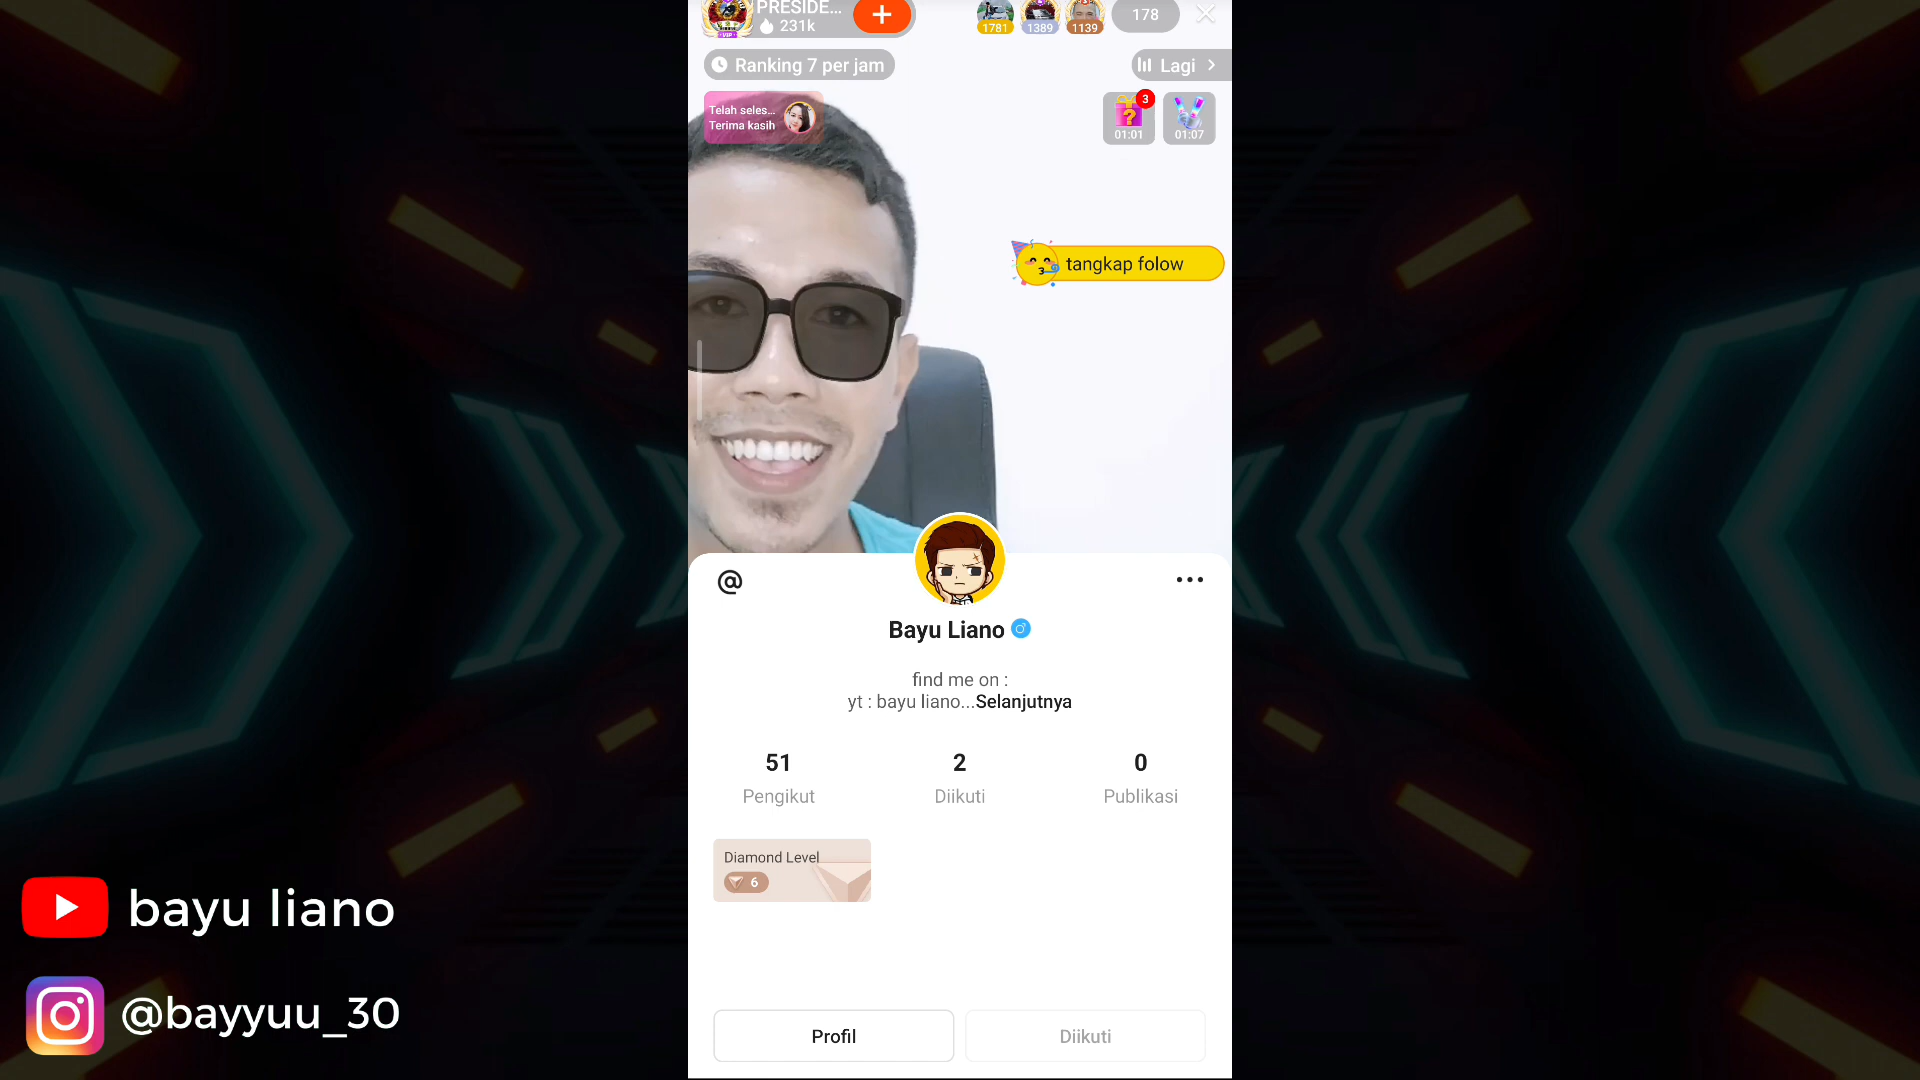 PRESIDE...
231k
1781
1389
1139
178
Ranking 7 per jam
Lagi
Telah seles...
Terima kasih
3
01:01
01:07
tangkap folow
@
Bayu Liano
find me on :
yt : bayu liano...Selanjutnya
51
Pengikut
2
Diikuti
0
Publikasi
Diamond Level
6
Profil
Diikuti
bayu liano
@bayyuu_30